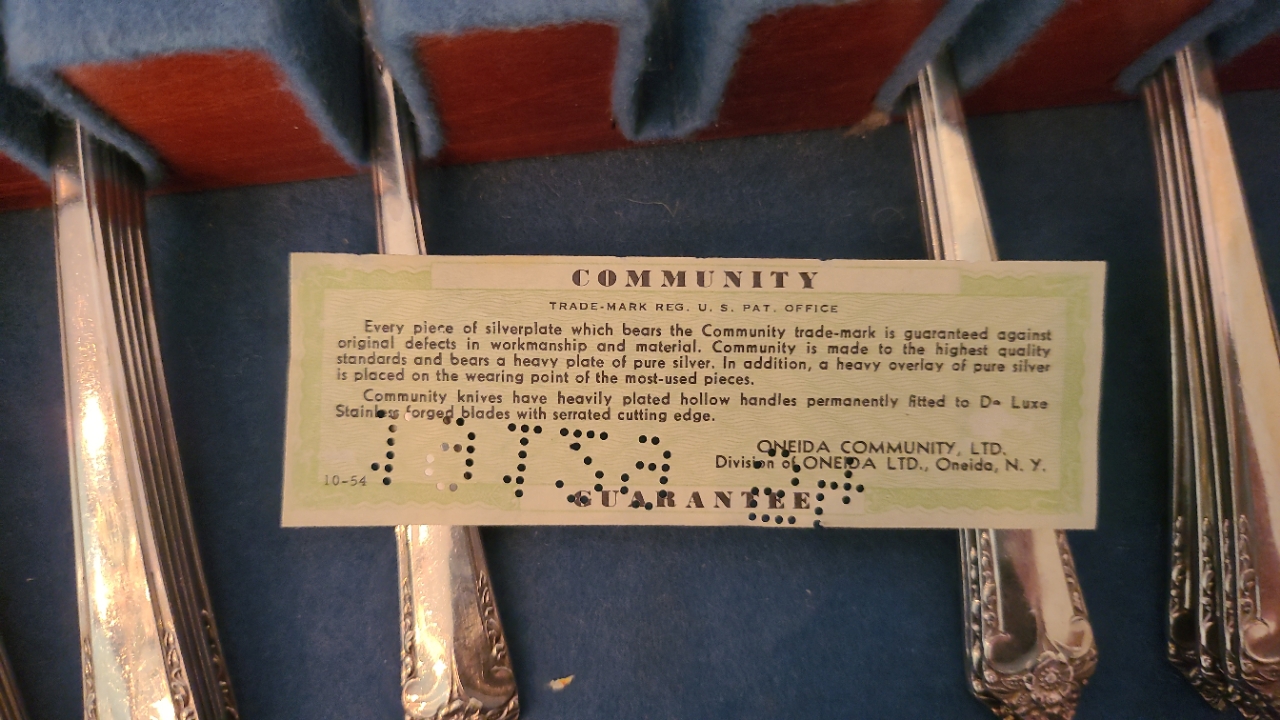 COMMUNITY
TRADE-MARK REG. U. S. PAT. OFFICE
Every piece of silverplate which bears the Community trade-mark is guaranteed against
original defects in workmanship and material. Community is made to the highest quality
standards and bears a heavy plate of pure silver. In addition, a heavy overlay of pure silver
is placed on the wearing point of the most-used pieces.
Community knives have heavily plated hollow handles permanently fitted to De Luxe
Stainless forged blades with serrated cutting edge.
ONEIDA COMMUNITY, LTD.
Division of ONEIDA LTD., Oneida, N. Y.
10-54
GUARANTEE